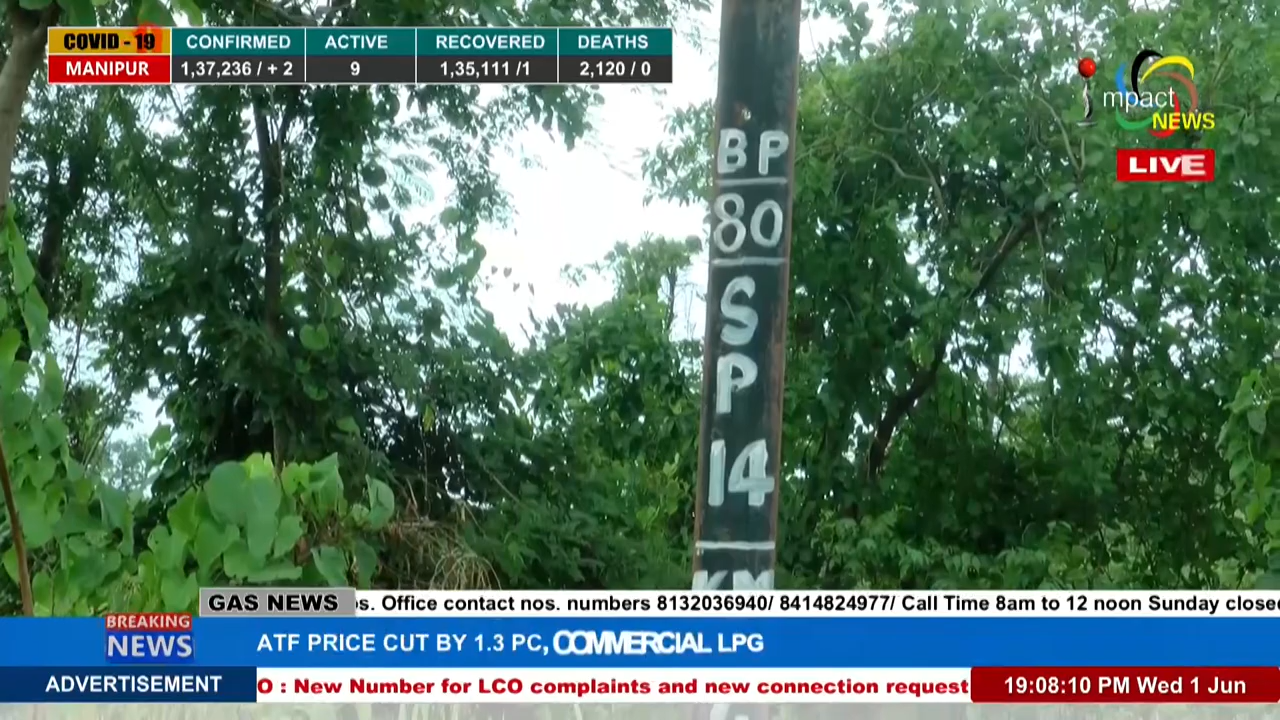 COVID - 19 CONFIRMED ACTIVE RECOVERED DEATHS
MANIPUR 1,37,236 / + 2 9 1,35,111 /1 2,120 / 0
mpact
NEWS
LIVE
BP
80
S
P
14
KM
GAS NEWS s. Office contact nos. numbers 8132036940/ 8414824977/ Call Time 8am to 12 noon Sunday close
BREAKING
NEWS
ATF PRICE CUT BY 1.3 PC, COMMERCIAL LPG
ADVERTISEMENT O : New Number for LCO complaints and new connection request 19:08:10 PM Wed 1 Jun